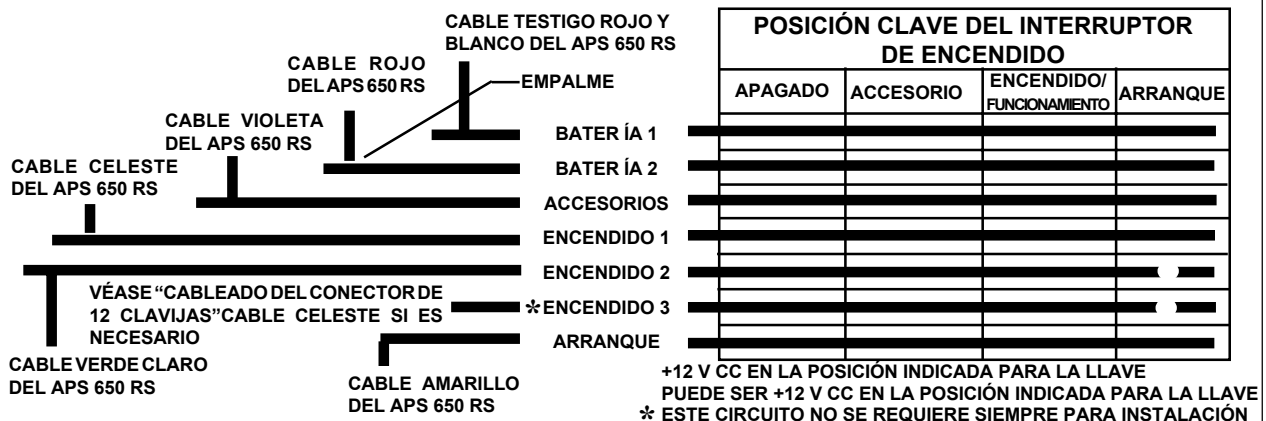 CABLE TESTIGO ROJO Y
BLANCO DEL APS 650 RS
CABLE ROJO
DEL APS 650 RS
EMPALME
CABLE VIOLETA
DEL APS 650 RS
CABLE CELESTE
DEL APS 650 RS
POSICIÓN CLAVE DEL INTERRUPTOR
DE ENCENDIDO
APAGADO
ACCESORIO
ENCENDIDO/
FUNCIONAMIENTO
ARRANQUE
BATER ÍA 1
BATER ÍA 2
ACCESORIOS
ENCENDIDO 1
ENCENDIDO 2
* ENCENDIDO 3
ARRANQUE
VÉASE “CABLEADO DEL CONECTOR DE
12 CLAVIJAS”CABLE CELESTE SI ES
NECESARIO
CABLE VERDE CLARO
DEL APS 650 RS
CABLE AMARILLO
DEL APS 650 RS
+12 V CC EN LA POSICIÓN INDICADA PARA LA LLAVE
PUEDE SER +12 V CC EN LA POSICIÓN INDICADA PARA LA LLAVE
* ESTE CIRCUITO NO SE REQUIERE SIEMPRE PARA INSTALACIÓN